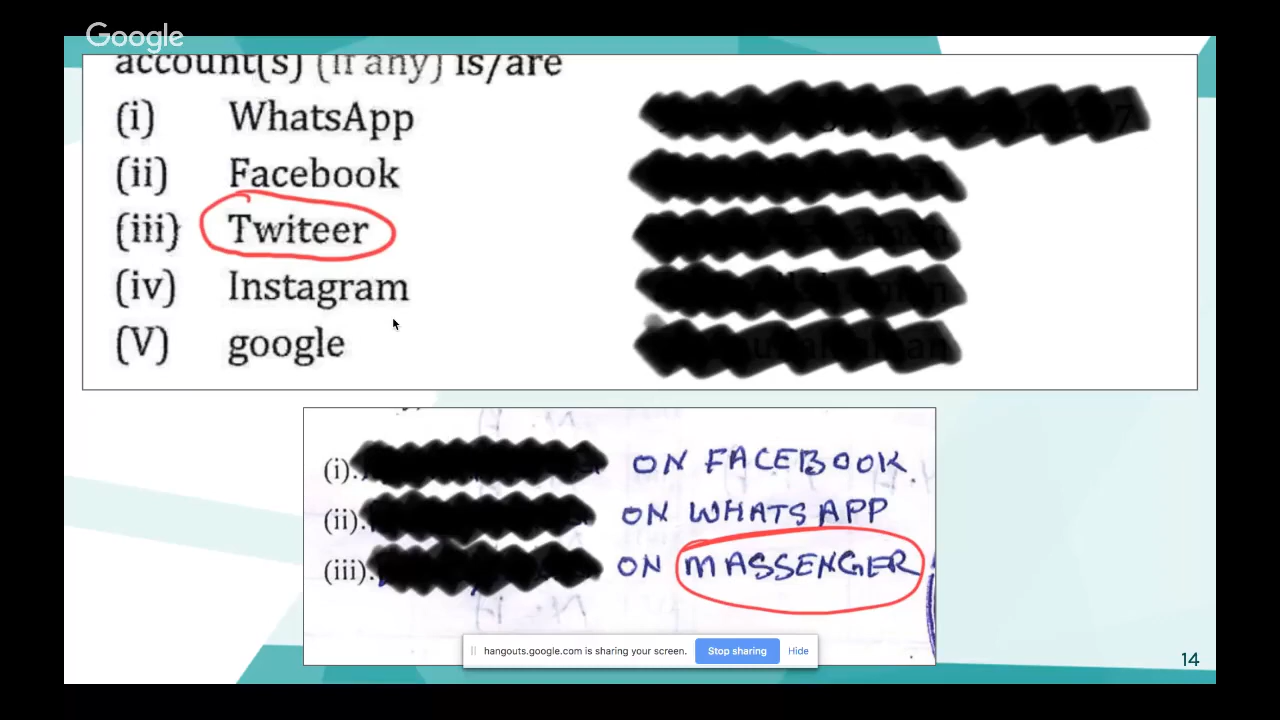 Google
account(s) (if any) is/are
(i) WhatsApp
(ii) Facebook
(iii) Twiteer
(iv) Instagram
(V) google
(i). ON FACEBOOK
(ii). ON WHATSAPP
(iii). ON MASSENGER
hangouts.google.com is sharing your screen. Stop sharing Hide
14